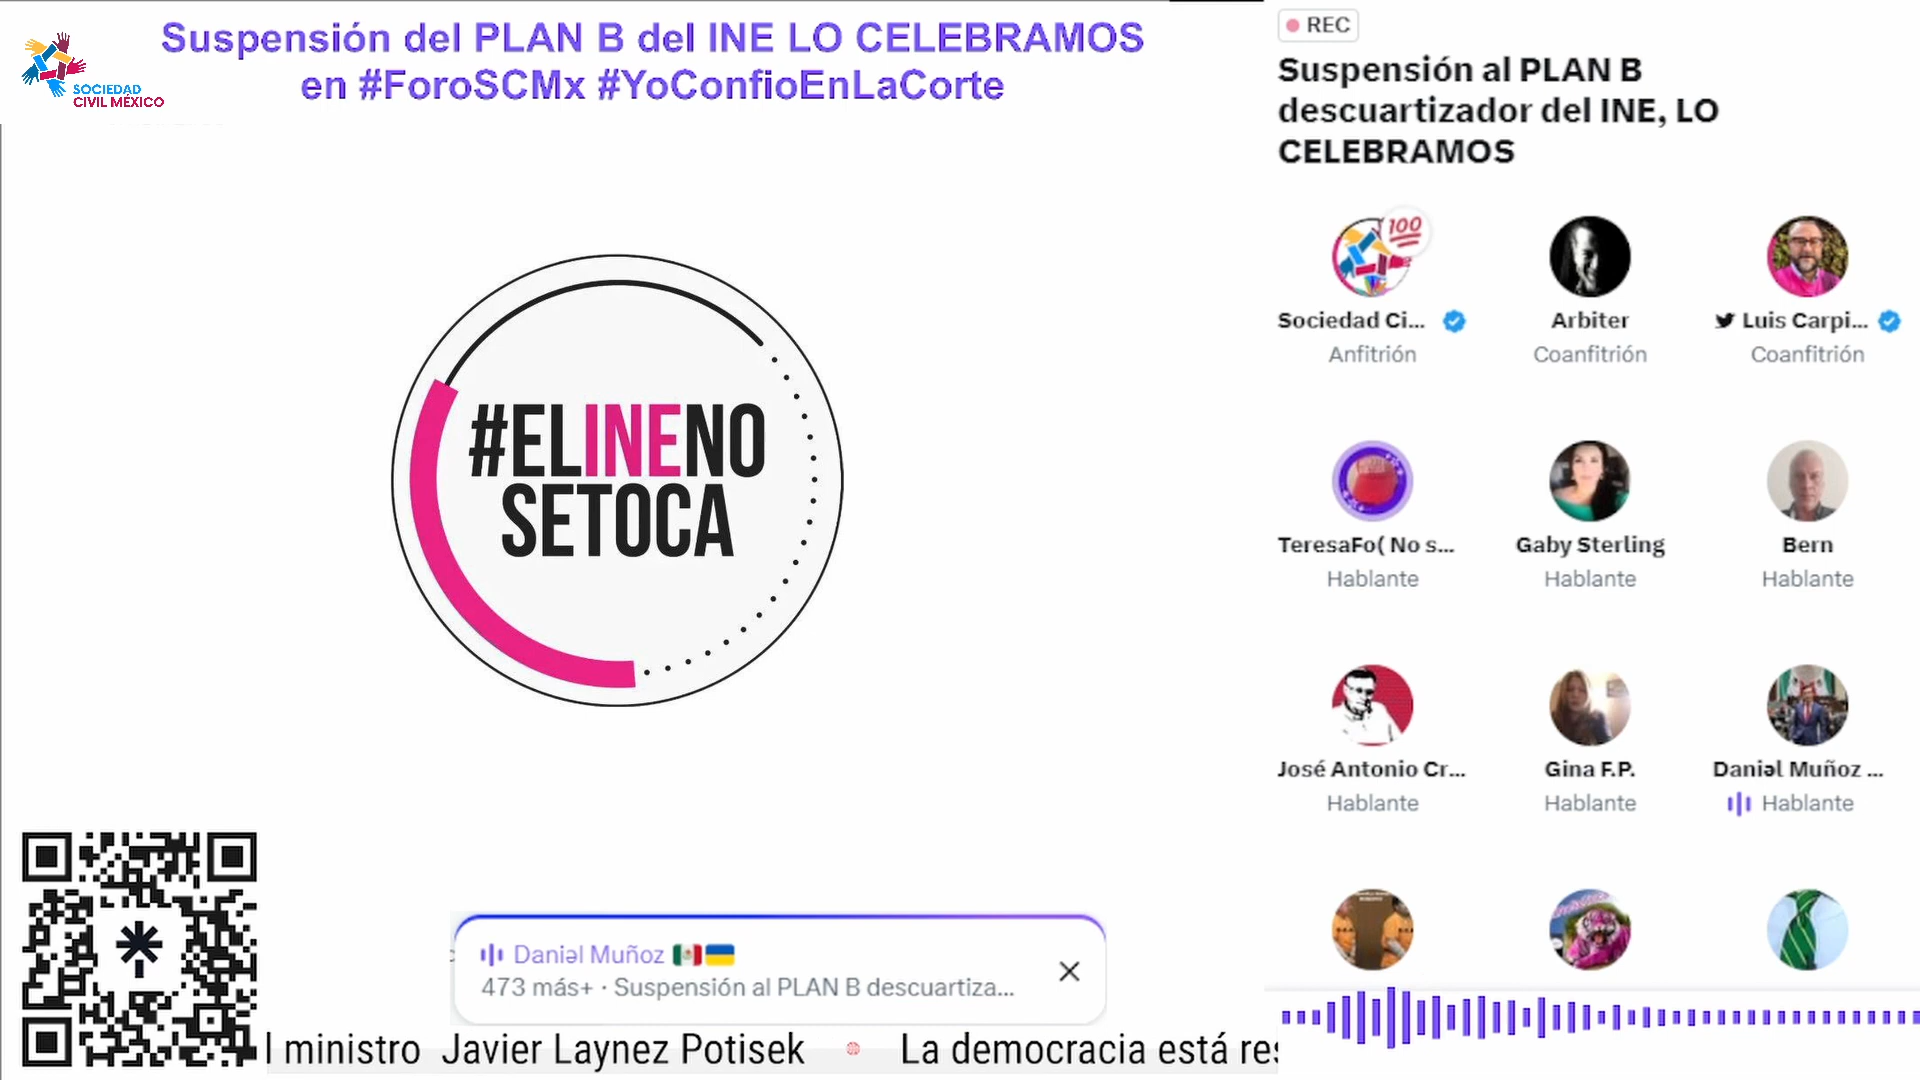 Suspensión del PLAN B del INE LO CELEBRAMOS
en #ForoSCMx #YoConfioEnLaCorte
SOCIEDAD
CIVIL MÉXICO
#ELINENO
SETOCA
Daniəl Muñoz
473 más+ · Suspensión al PLAN B descuartiza...
l ministro Javier Laynez Potisek
La democracia está res
REC
Suspensión al PLAN B
descuartizador del INE, LO
CELEBRAMOS
100
Sociedad Ci...
Anfitrión
Arbiter
Coanfitrión
Luis Carpi...
Coanfitrión
TeresaFo( No s...
Hablante
Gaby Sterling
Hablante
Bern
Hablante
José Antonio Cr...
Hablante
Gina F.P.
Hablante
Daniəl Muñoz ...
Hablante